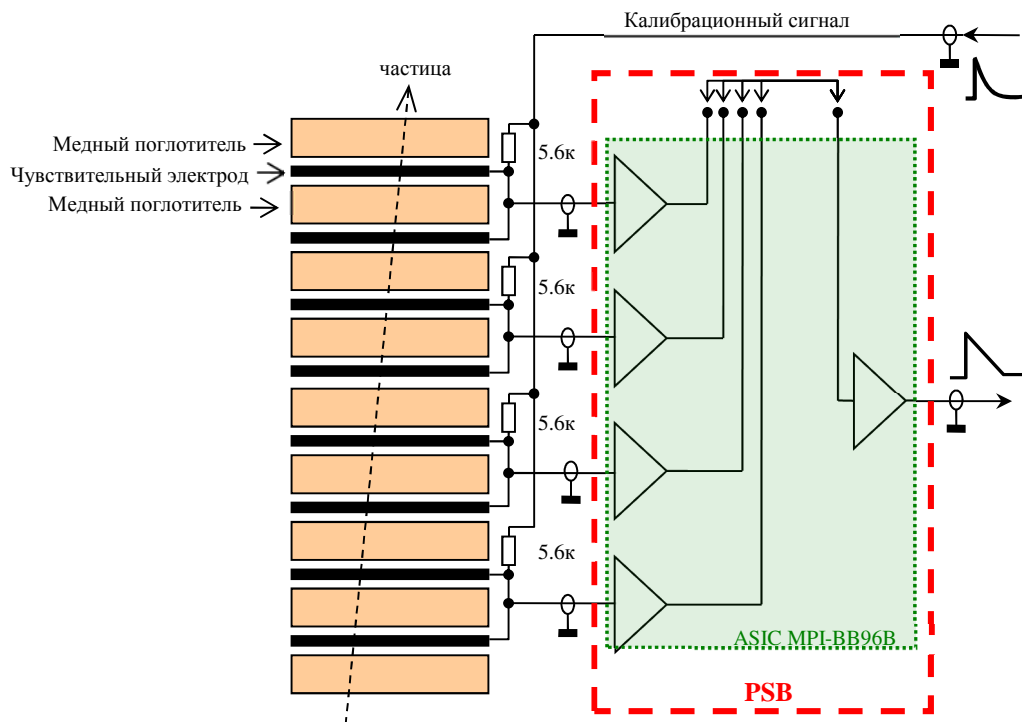 Калибрационный сигнал
частица
Медный поглотитель
Чувствительный электрод
Медный поглотитель
5.6к
5.6к
5.6к
5.6к
ASIC MPI-BB96B
PSB